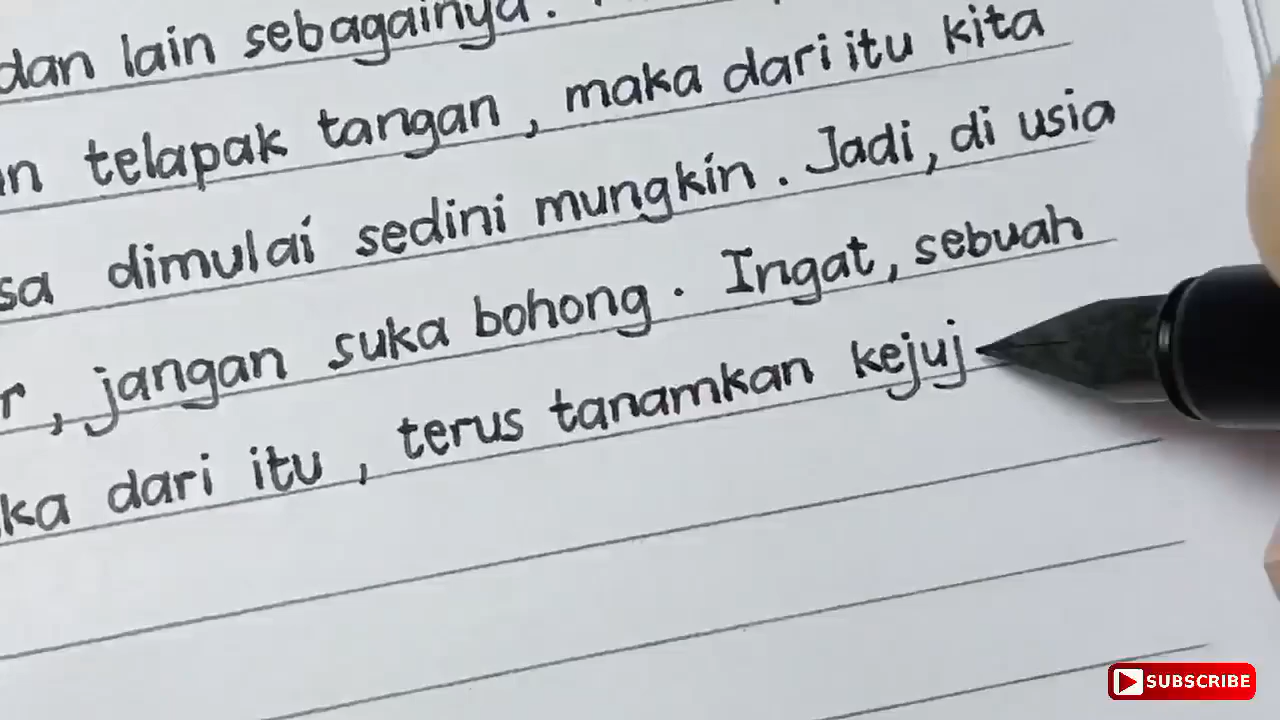 dan lain sebagainya.
n telapak tangan, maka dari itu kita
sa dimulai sedini mungkin. Jadi, di usia
r, jangan suka bohong. Ingat, sebuah
ka dari itu, terus tanamkan kejuj
SUBSCRIBE